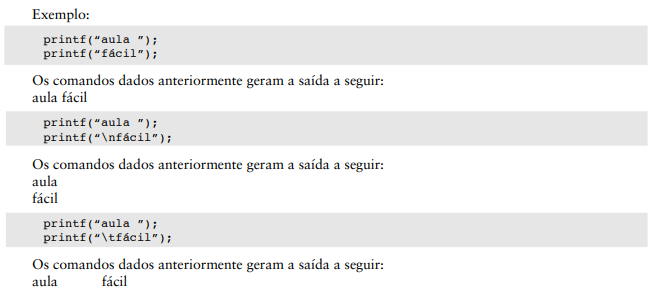 Exemplo:
printf(“aula ”);
printf(“fácil”);
Os comandos dados anteriormente geram a saída a seguir:
aula fácil
printf(“aula ”);
printf(“\nfácil”);
Os comandos dados anteriormente geram a saída a seguir:
aula
fácil
printf(“aula ”);
printf(“\tfácil”);
Os comandos dados anteriormente geram a saída a seguir:
aula fácil